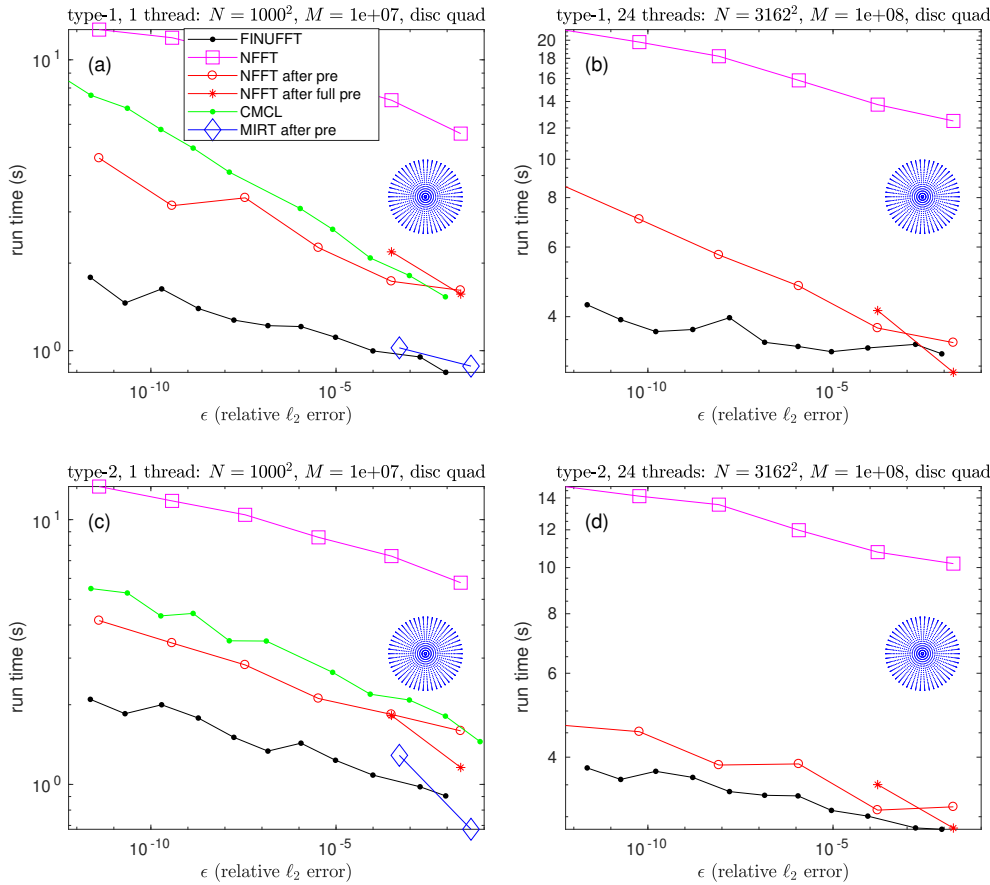 type-1, 1 thread: N = 1000², M = 1e+07, disc quad
(a)
FINUFFT
NFFT
NFFT after pre
NFFT after full pre
CMCL
MIRT after pre
10¹
10⁰
run time (s)
10⁻¹⁰
10⁻⁵
ϵ (relative ℓ₂ error)
type-1, 24 threads: N = 3162², M = 1e+08, disc quad
(b)
20
18
16
14
12
10
8
6
4
run time (s)
10⁻¹⁰
10⁻⁵
ϵ (relative ℓ₂ error)
type-2, 1 thread: N = 1000², M = 1e+07, disc quad
(c)
10¹
10⁰
run time (s)
10⁻¹⁰
10⁻⁵
ϵ (relative ℓ₂ error)
type-2, 24 threads: N = 3162², M = 1e+08, disc quad
(d)
14
12
10
8
6
4
run time (s)
10⁻¹⁰
10⁻⁵
ϵ (relative ℓ₂ error)